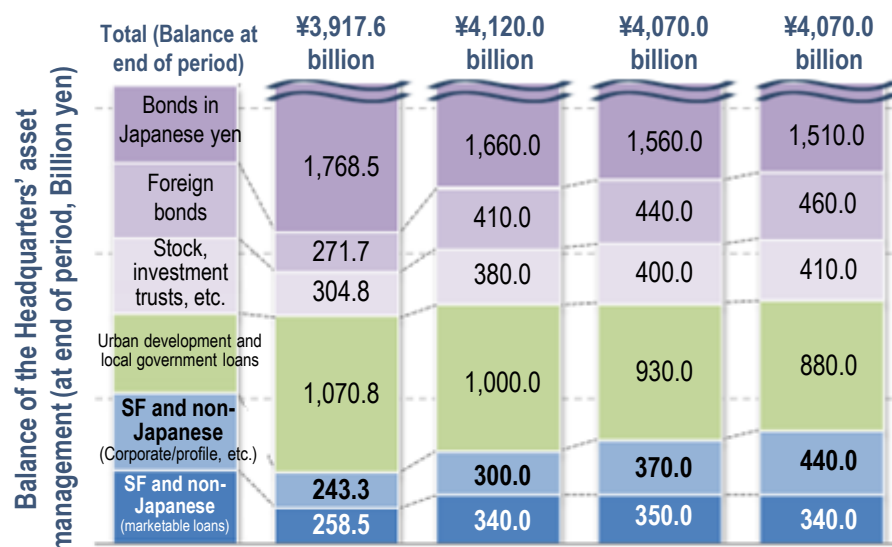 Balance of the Headquarters' asset
management (at end of period, Billion yen)
Total (Balance at
end of period)
¥3,917.6
billion
¥4,120.0
billion
¥4,070.0
billion
¥4,070.0
billion
Bonds in
Japanese yen
1,768.5
1,660.0
1,560.0
1,510.0
Foreign
bonds
271.7
410.0
440.0
460.0
Stock,
investment
trusts, etc.
304.8
380.0
400.0
410.0
Urban development and
local government loans
1,070.8
1,000.0
930.0
880.0
SF and non-
Japanese
(Corporate/profile, etc.)
243.3
300.0
370.0
440.0
SF and non-
Japanese
(marketable loans)
258.5
340.0
350.0
340.0